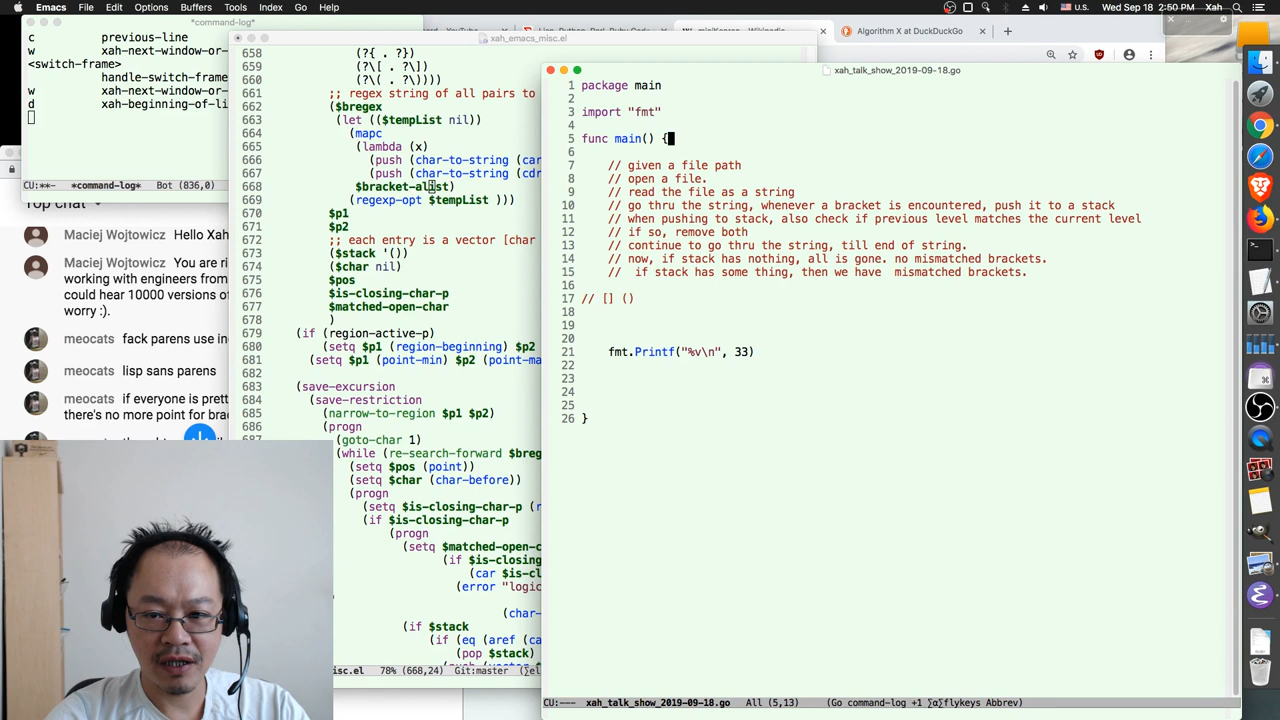 Emacs File Edit Options Buffers Tools Go YASnippet Help
50% Wed Sep 18 2:50 PM Xah
*command-log*
c previous-line
w xah-next-window-or-
<switch-frame>
handle-switch-frame
w xah-next-window-or-
d xah-beginning-of-li
CU:**- *command-log* Bot (836,0)
Algorithm X at DuckDuckGo
Top chat
Maciej Wojtowicz Hello Xah
Maciej Wojtowicz You are ri
working with engineers from
could hear 10000 versions of
worry :).
meocats fack parens use in
meocats lisp sans parens
meocats if everyone is prett
there's no more point for bra
xah_emacs_misc.el
658 (?{ . ?})
659 (?\[ . ?\])
660 (?\( . ?\))))
661 ;; regex string of all pairs to
662 ($bregex
663 (let (($tempList nil))
664 (mapc
665 (lambda (x)
666 (push (char-to-string (car
667 (push (char-to-string (cdr
668 $bracket-alist)
669 (regexp-opt $tempList )))
670 $p1
671 $p2
672 ;; each entry is a vector [char
673 ($stack '())
674 ($char nil)
675 $pos
676 $is-closing-char-p
677 $matched-open-char
678 )
679 (if (region-active-p)
680 (setq $p1 (region-beginning) $p2
681 (setq $p1 (point-min) $p2 (point-ma
682
683 (save-excursion
684 (save-restriction
685 (narrow-to-region $p1 $p2)
686 (progn
687 (goto-char 1)
(while (re-search-forward $breg
(setq $pos (point))
(setq $char (char-before))
(progn
(setq $is-closing-char-p (r
(if $is-closing-char-p
(progn
(setq $matched-open-c
(if $is-closing
(car $is-cl
(error "logic
(char-
(if $stack
(if (eq (aref (ca
(pop $stack)
isc.el 78% (668,24) Git:master (∑el
xah_talk_show_2019-09-18.go
1 package main
2
3 import "fmt"
4
5 func main() {
6
7 // given a file path
8 // open a file.
9 // read the file as a string
10 // go thru the string, whenever a bracket is encountered, push it to a stack
11 // when pushing to stack, also check if previous level matches the current level
12 // if so, remove both
13 // continue to go thru the string, till end of string.
14 // now, if stack has nothing, all is gone. no mismatched brackets.
15 // if stack has some thing, then we have mismatched brackets.
16
17 // [] ()
18
19
20
21 fmt.Printf("%v\n", 33)
22
23
24
25
26 }
CU:--- xah_talk_show_2019-09-18.go All (5,13) (Go command-log +1 ∑α∑flykeys Abbrev)